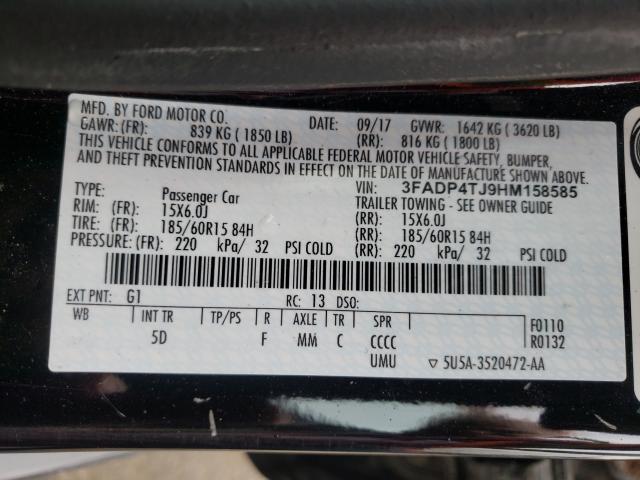 MFD. BY FORD MOTOR CO. DATE: 09/17 GVWR: 1642 KG ( 3620 LB)
GAWR: (FR): 839 KG ( 1850 LB) (RR): 816 KG ( 1800 LB)
THIS VEHICLE CONFORMS TO ALL APPLICABLE FEDERAL MOTOR VEHICLE SAFETY, BUMPER,
AND THEFT PREVENTION STANDARDS IN EFFECT ON THE DATE OF MANUFACTURE SHOWN ABOVE.
VIN: 3FADP4TJ9HM158585
TYPE: Passenger Car TRAILER TOWING - SEE OWNER GUIDE
RIM: (FR): 15X6.0J (RR): 15X6.0J
TIRE: (FR): 185/60R15 84H (RR): 185/60R15 84H
PRESSURE: (FR): 220 kPa/ 32 PSI COLD (RR): 220 kPa/ 32 PSI COLD
EXT PNT: G1 RC: 13 DSO:
WB INT TR TP/PS R AXLE TR SPR F0110
5D F MM C CCCC R0132
UMU ▽ 5U5A-3520472-AA